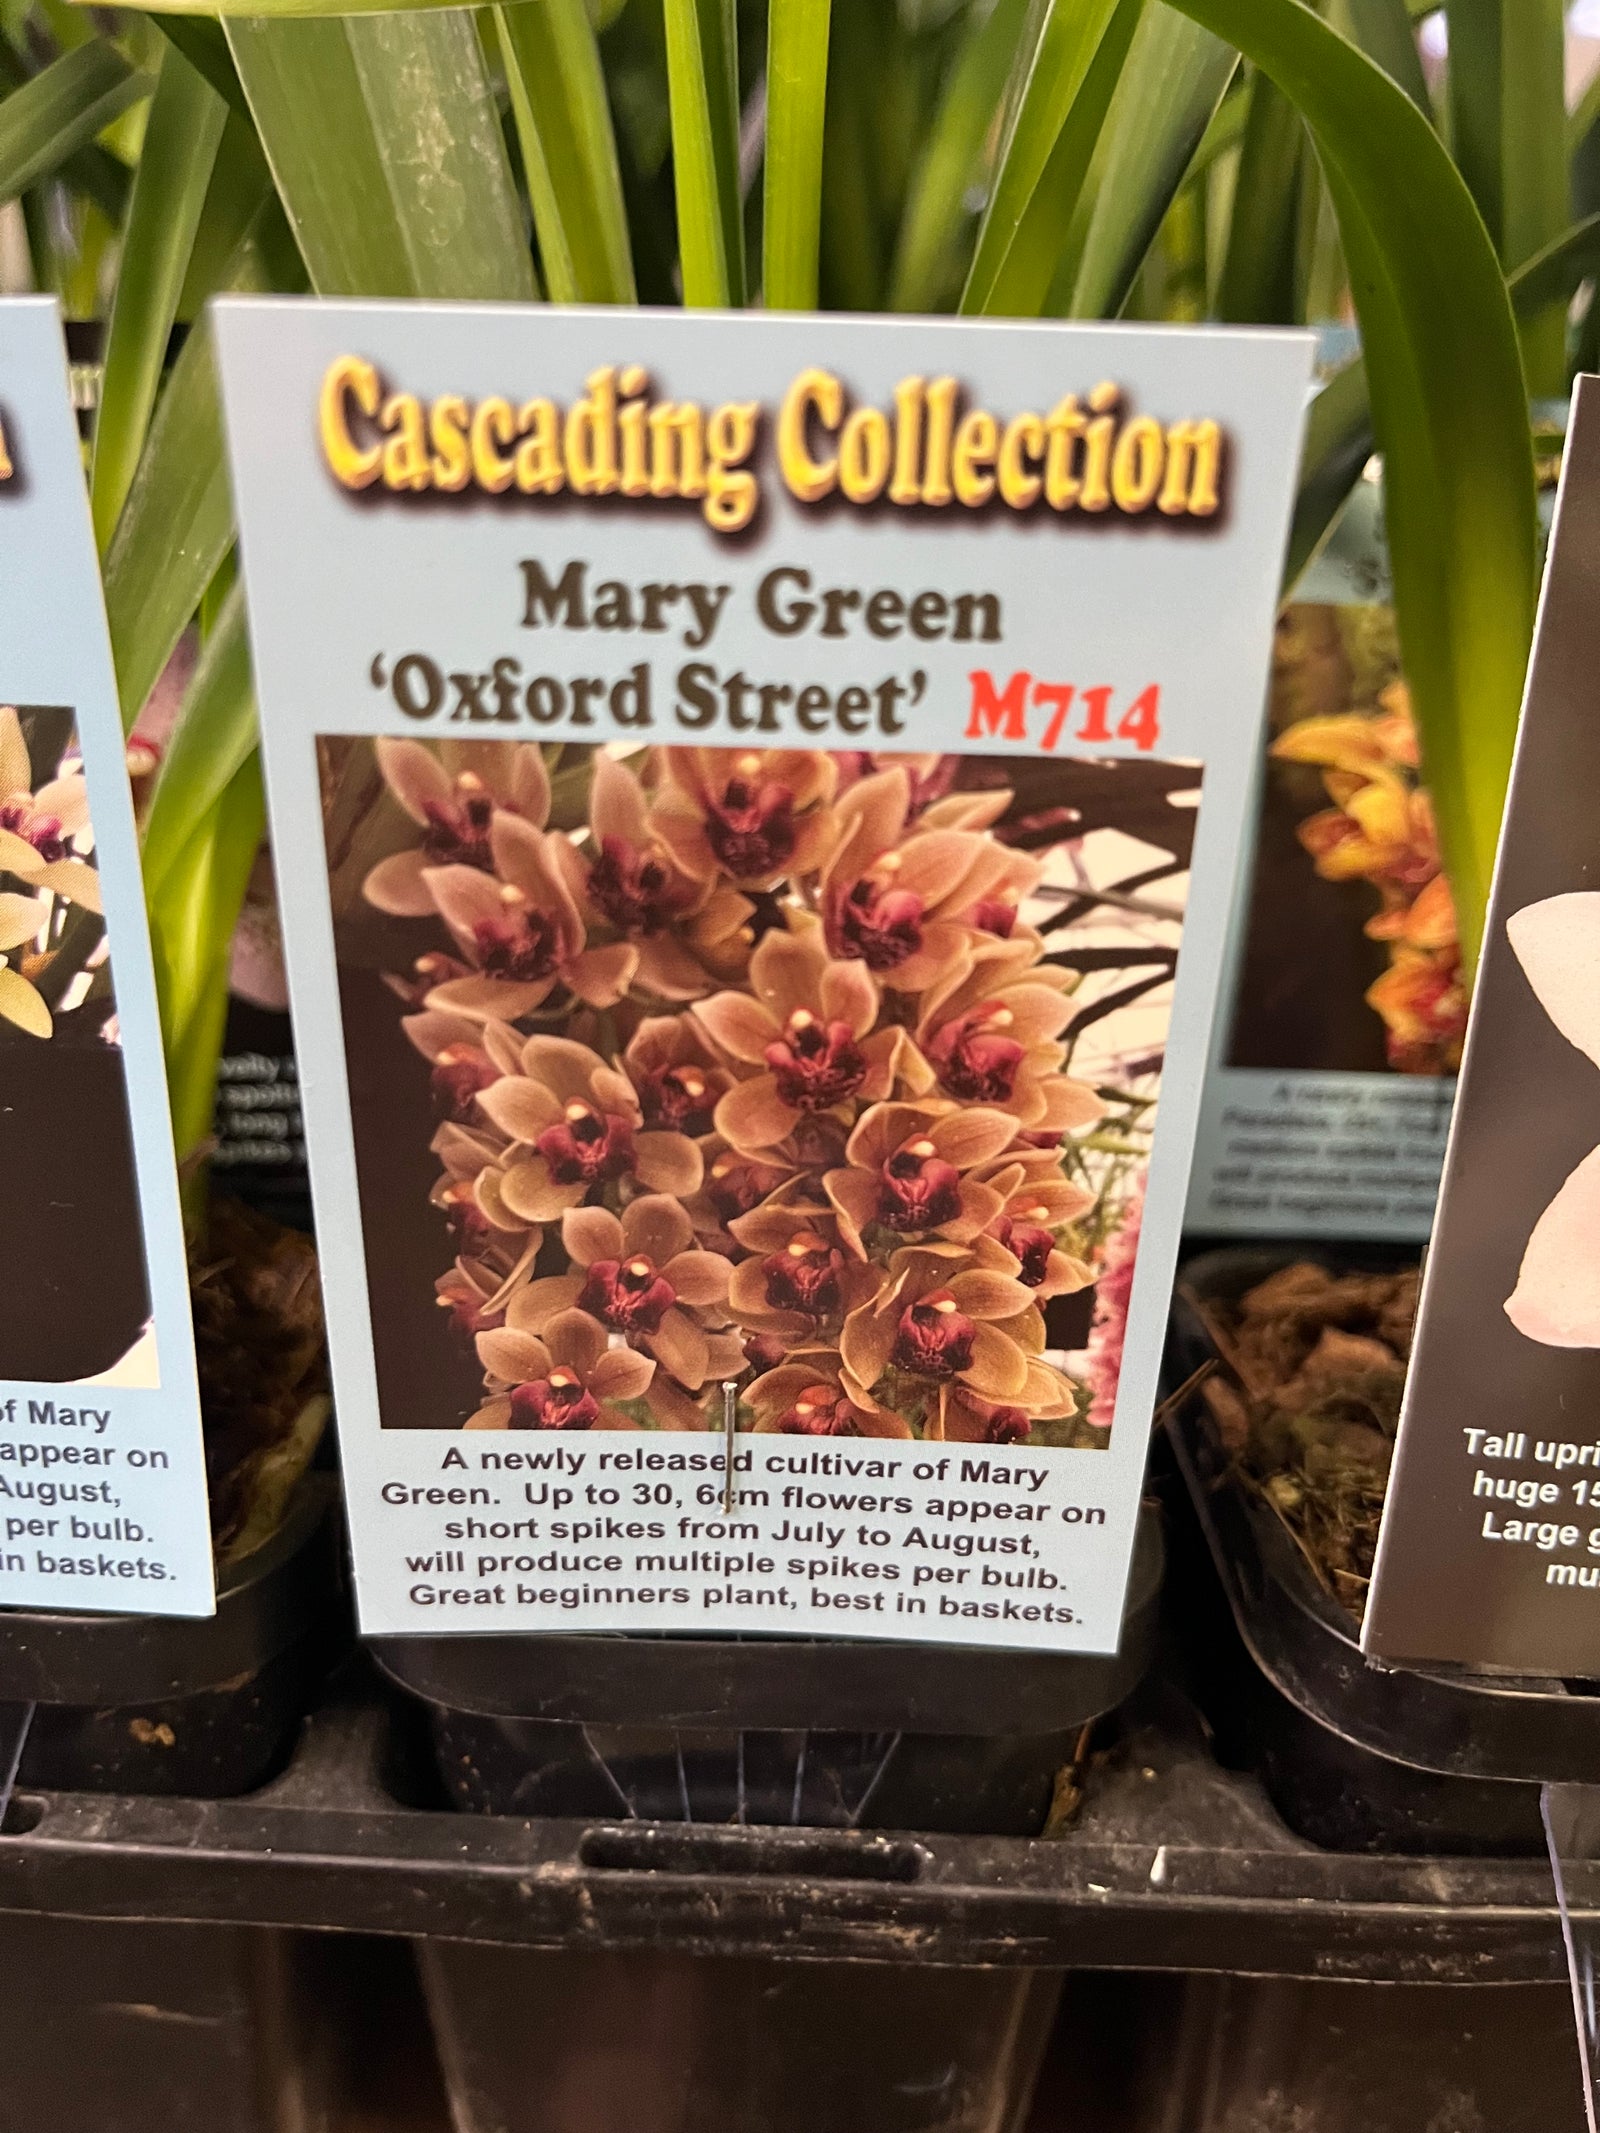 Cascading Collection
Mary Green
'Oxford Street' M714
A newly released cultivar of Mary
Green. Up to 30, 6cm flowers appear on
short spikes from July to August,
will produce multiple spikes per bulb.
Great beginners plant, best in baskets.
of Mary
appear on
August,
per bulb.
in baskets.
Tall upri
huge 15
Large g
mu